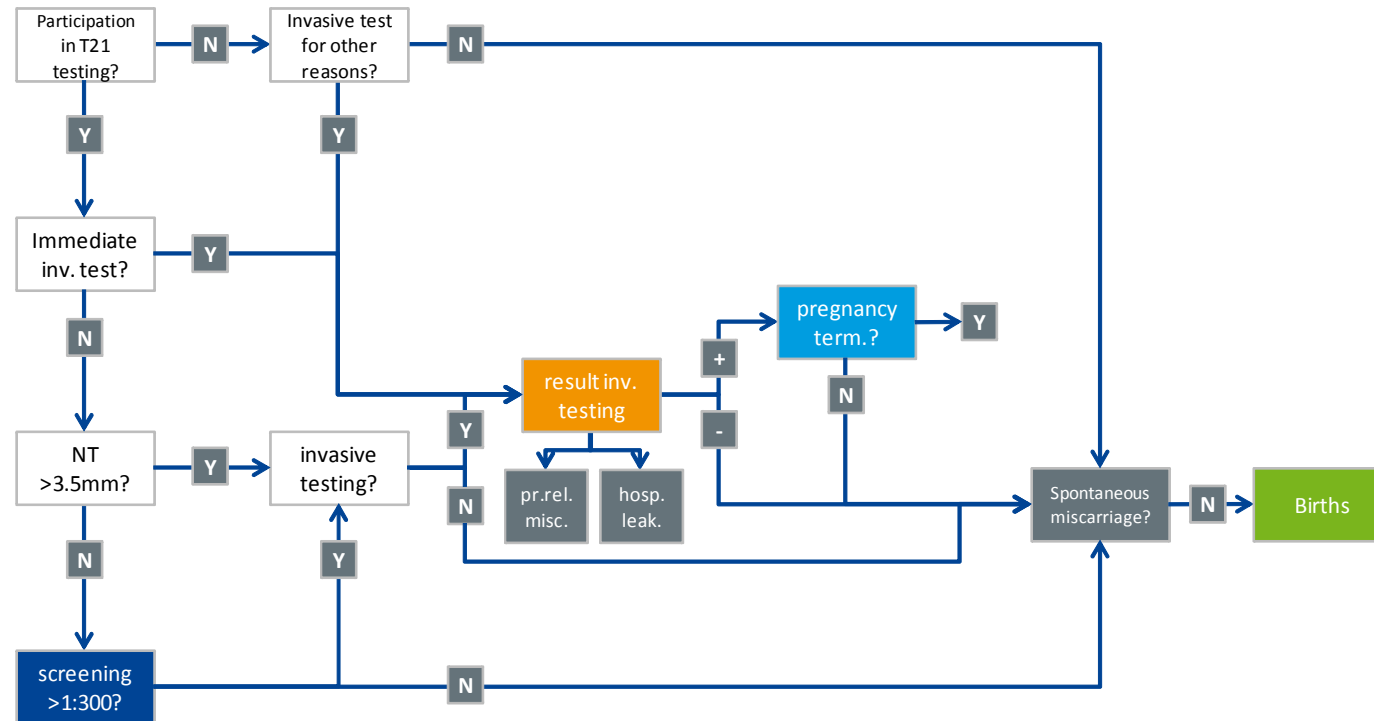 Participation
in T21
testing?
N
Invasive test
for other
reasons?
N
Y
Y
Immediate
inv. test?
Y
N
pregnancy
term.?
Y
+
result inv.
testing
N
Y
-
NT
>3.5mm?
Y
invasive
testing?
N
pr.rel.
misc.
hosp.
leak.
Spontaneous
miscarriage?
N
Births
N
Y
screening
>1:300?
N